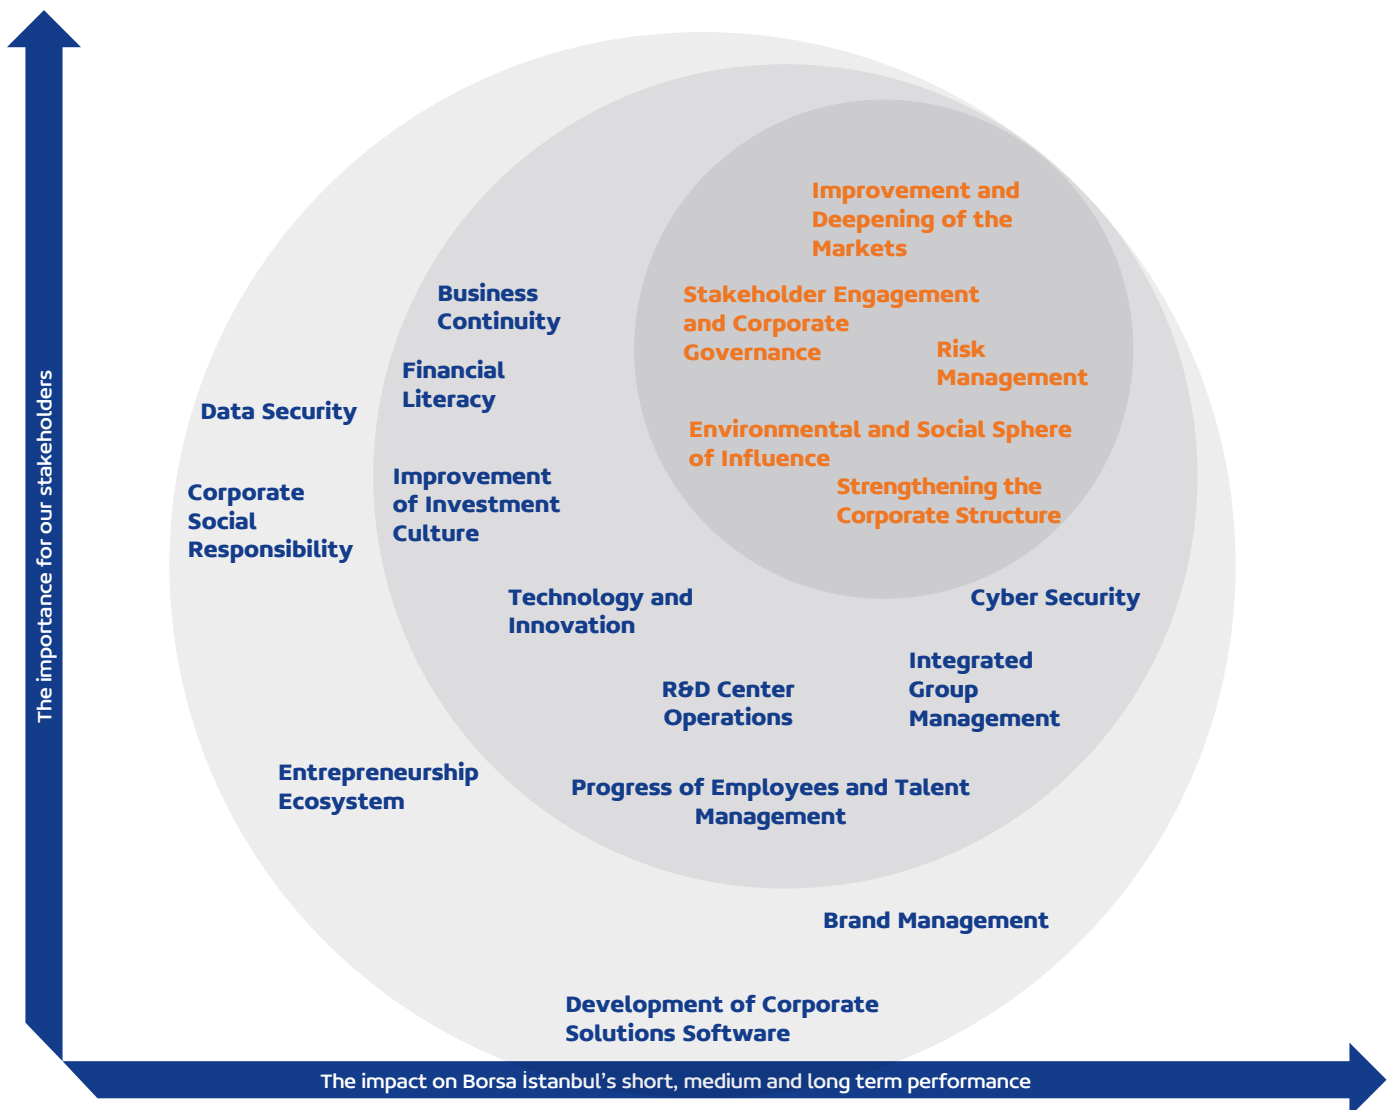 The importance for our stakeholders
Improvement and
Deepening of the
Markets
Stakeholder Engagement
and Corporate
Governance
Risk
Management
Environmental and Social Sphere
of Influence
Strengthening the
Corporate Structure
Business
Continuity
Financial
Literacy
Data Security
Corporate
Social
Responsibility
Improvement
of Investment
Culture
Technology and
Innovation
Cyber Security
R&D Center
Operations
Integrated
Group
Management
Entrepreneurship
Ecosystem
Progress of Employees and Talent
Management
Brand Management
Development of Corporate
Solutions Software
The impact on Borsa İstanbul's short, medium and long term performance